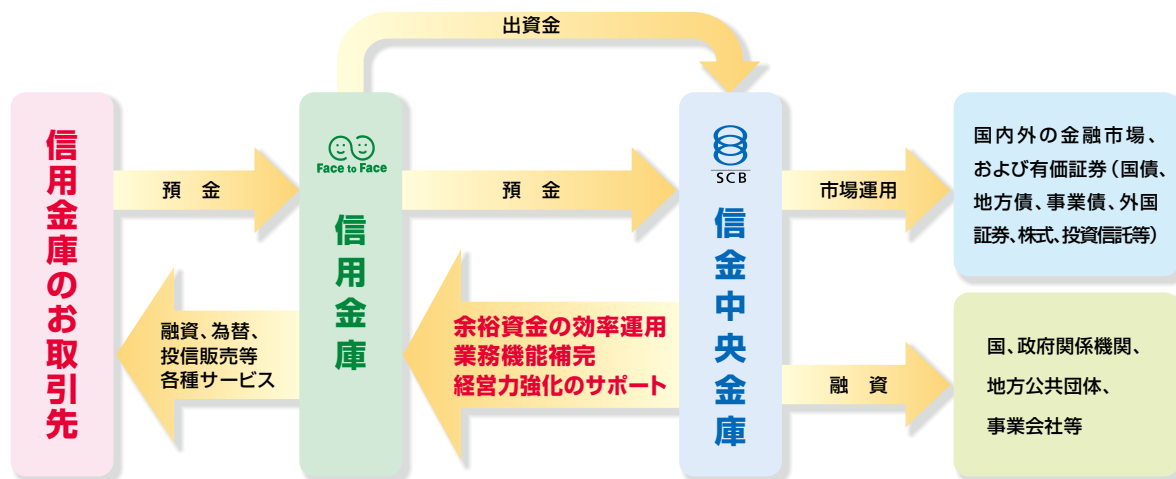 出資金
信用金庫のお取引先
預 金
融資、為替、
投信販売等
各種サービス
Face to Face
信用金庫
預 金
余裕資金の効率運用
業務機能補完
経営力強化のサポート
SCB
信金中央金庫
市場運用
融 資
国内外の金融市場、
および有価証券（国債、
地方債、事業債、外国
証券、株式、投資信託等）
国、政府関係機関、
地方公共団体、
事業会社等